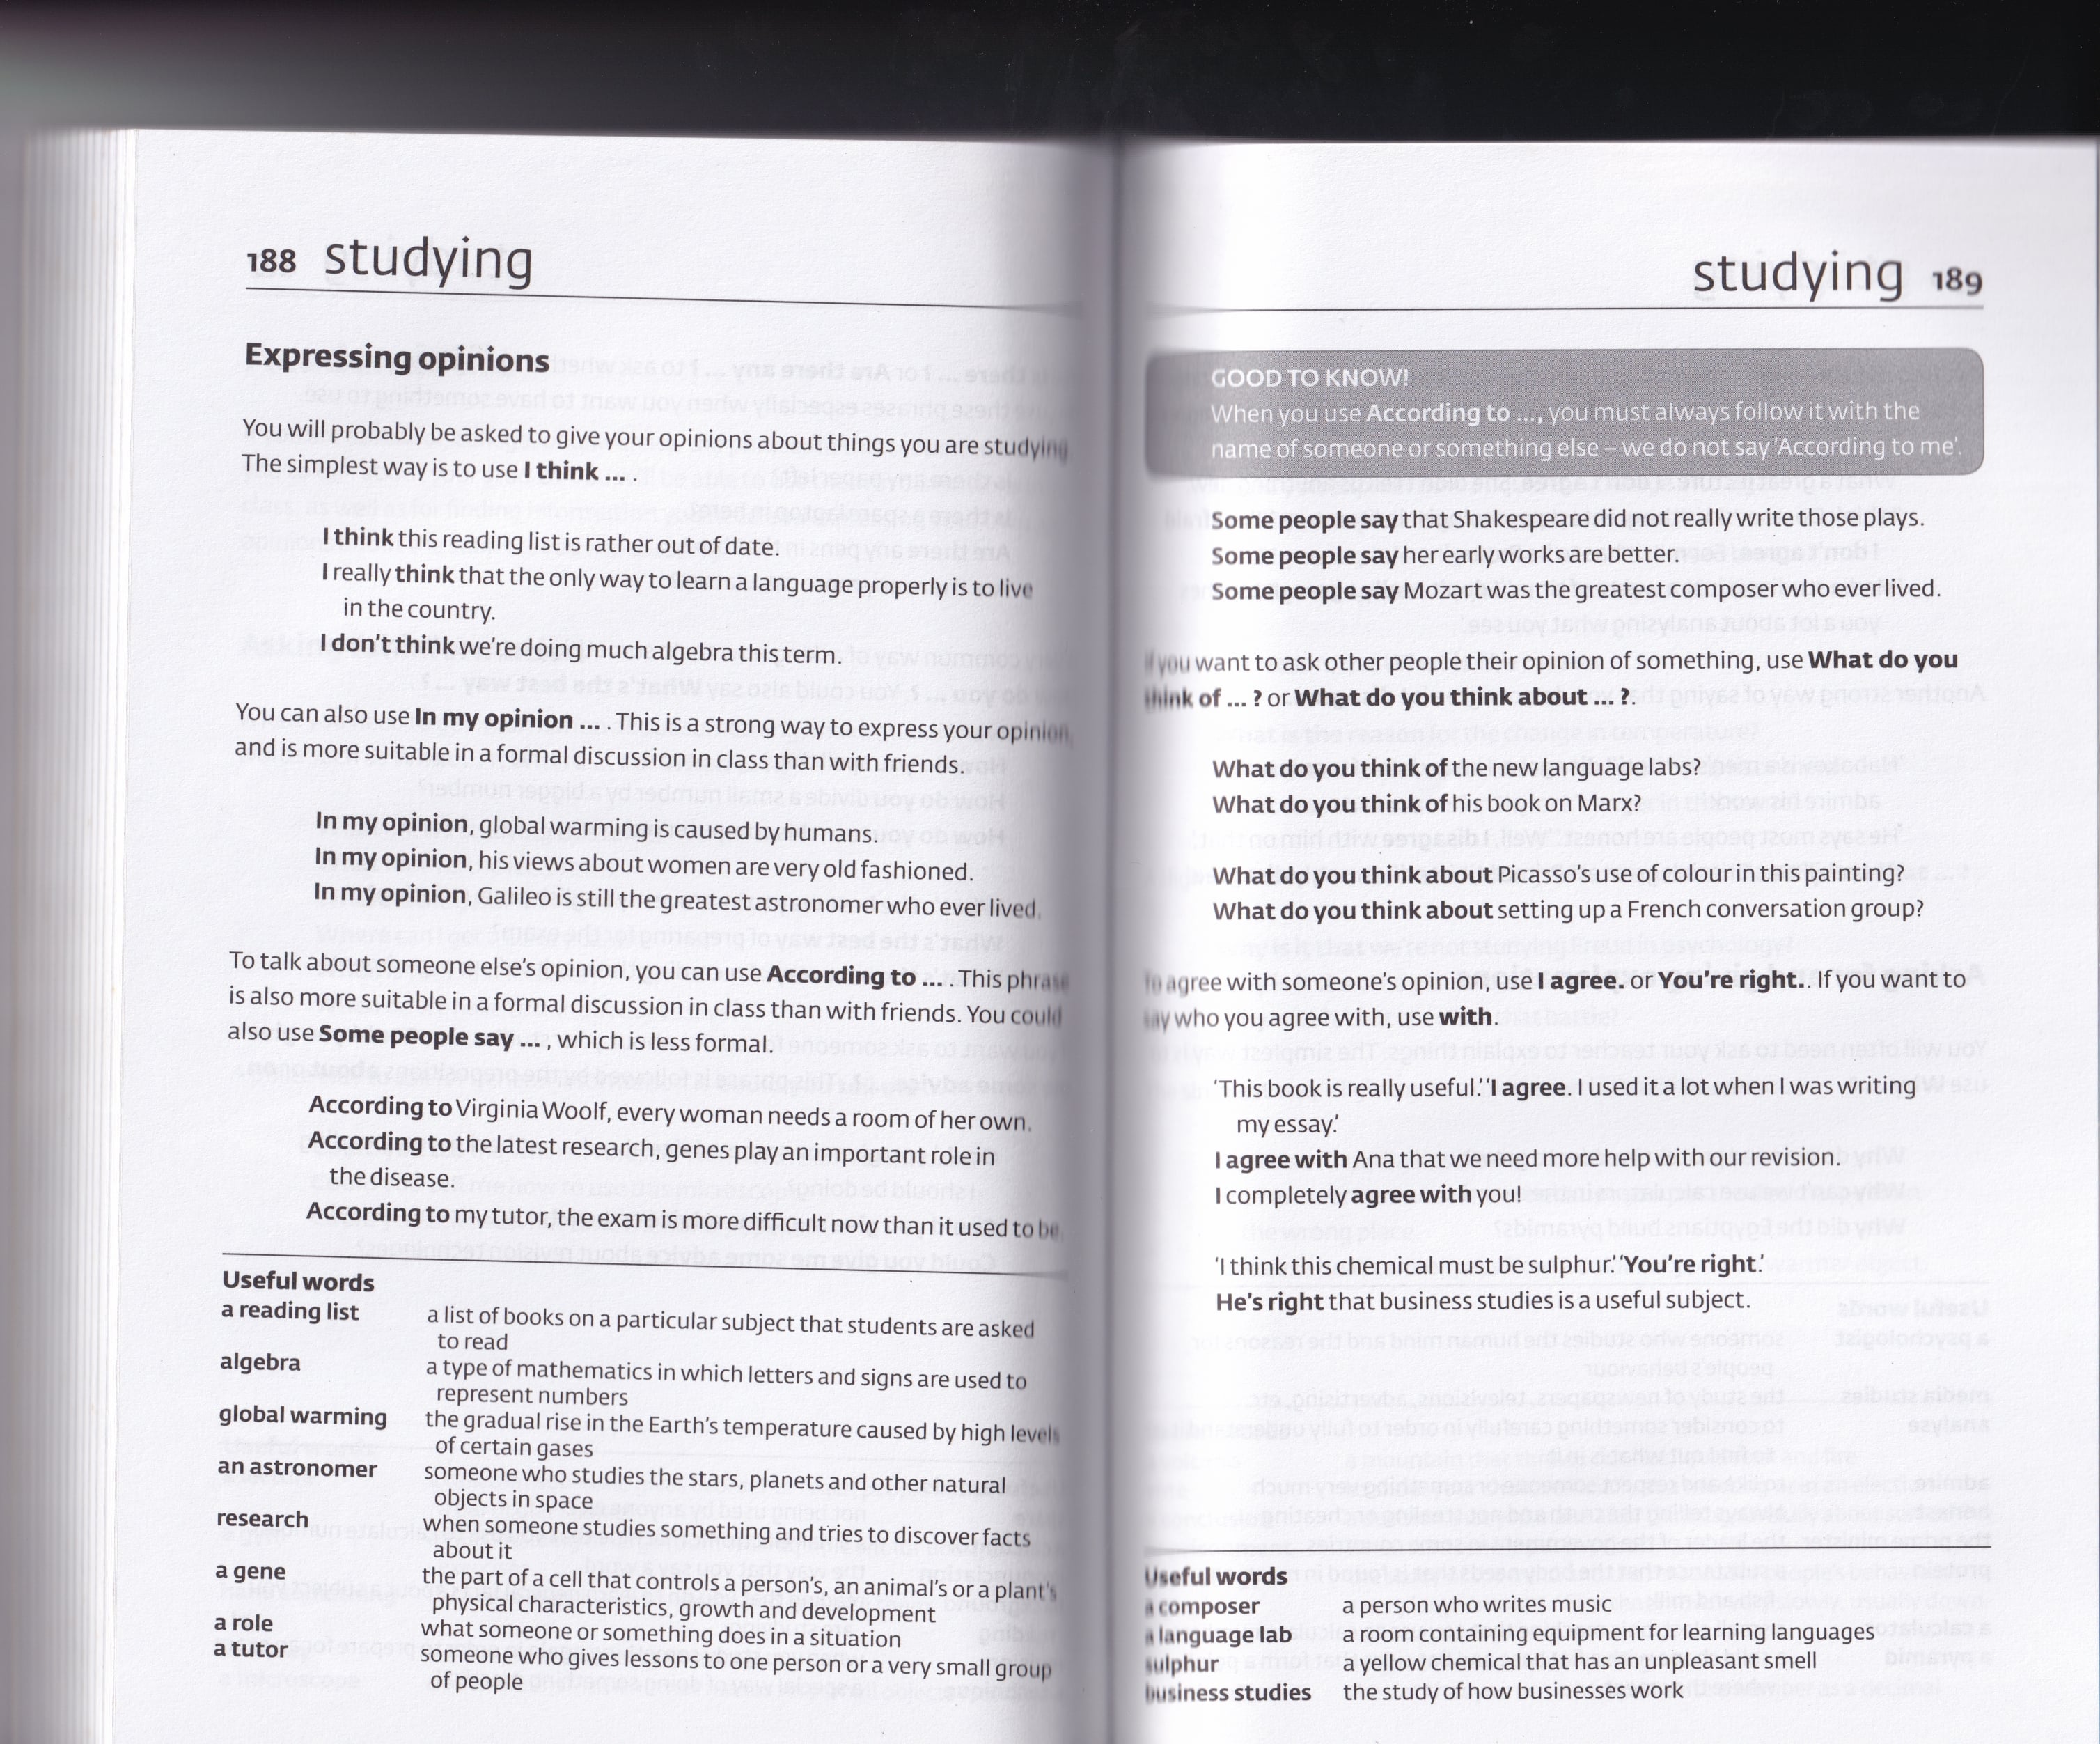 188 studying
Expressing opinions
You will probably be asked to give your opinions about things you are studying
The simplest way is to use I think ... .
I think this reading list is rather out of date.
I really think that the only way to learn a language properly is to live
in the country.
I don't think we're doing much algebra this term.
You can also use In my opinion ... . This is a strong way to express your opinion,
and is more suitable in a formal discussion in class than with friends.
In my opinion, global warming is caused by humans.
In my opinion, his views about women are very old fashioned.
In my opinion, Galileo is still the greatest astronomer who ever lived.
To talk about someone else's opinion, you can use According to ... . This phrase
is also more suitable in a formal discussion in class than with friends. You could
also use Some people say ... , which is less formal.
According to Virginia Woolf, every woman needs a room of her own.
According to the latest research, genes play an important role in
the disease.
According to my tutor, the exam is more difficult now than it used to be
Useful words
a reading list a list of books on a particular subject that students are asked
to read
algebra a type of mathematics in which letters and signs are used to
represent numbers
global warming the gradual rise in the Earth's temperature caused by high levels
of certain gases
an astronomer someone who studies the stars, planets and other natural
objects in space
research when someone studies something and tries to discover facts
about it
a gene the part of a cell that controls a person's, an animal's or a plant's
physical characteristics, growth and development
a role what someone or something does in a situation
a tutor someone who gives lessons to one person or a very small group
of people
studying 189
GOOD TO KNOW!
When you use According to ..., you must always follow it with the
name of someone or something else – we do not say 'According to me'.
Some people say that Shakespeare did not really write those plays.
Some people say her early works are better.
Some people say Mozart was the greatest composer who ever lived.
If you want to ask other people their opinion of something, use What do you
think of ... ? or What do you think about ... ?.
What do you think of the new language labs?
What do you think of his book on Marx?
What do you think about Picasso's use of colour in this painting?
What do you think about setting up a French conversation group?
To agree with someone's opinion, use I agree. or You're right.. If you want to
say who you agree with, use with.
'This book is really useful.' 'I agree. I used it a lot when I was writing
my essay.'
I agree with Ana that we need more help with our revision.
I completely agree with you!
'I think this chemical must be sulphur.' 'You're right.'
He's right that business studies is a useful subject.
Useful words
a composer a person who writes music
a language lab a room containing equipment for learning languages
sulphur a yellow chemical that has an unpleasant smell
business studies the study of how businesses work